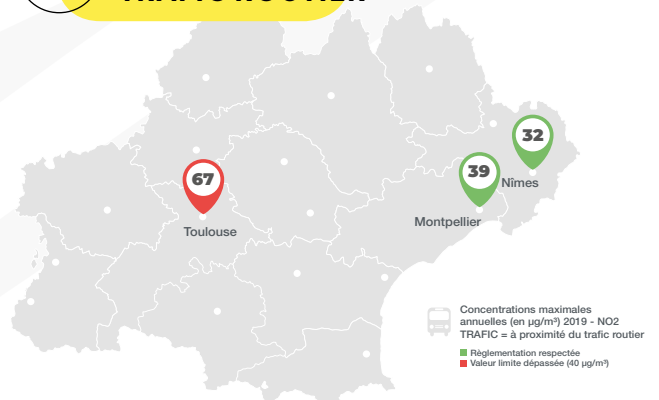 67
39
32
Nîmes
Montpellier
Toulouse
Concentrations maximales
annuelles (en µg/m³) 2019 - NO2
TRAFIC = à proximité du trafic routier
Règlementation respectée
Valeur limite dépassée (40 µg/m³)